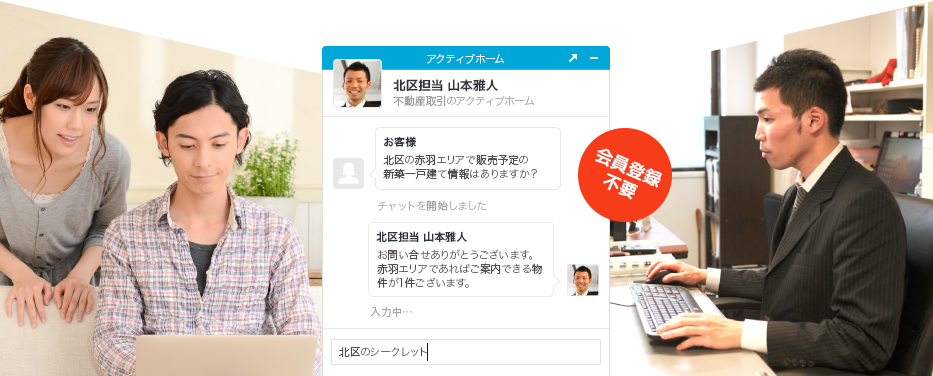 アクティブホーム
北区担当 山本雅人
不動産取引のアクティブホーム
お客様
北区の赤羽エリアで販売予定の
新築一戸建て情報はありますか？
チャットを開始しました
会員登録
不要
北区担当 山本雅人
お問い合せありがとうございます。
赤羽エリアであればご案内できる物
件が1件ございます。
入力中…
北区のシークレット